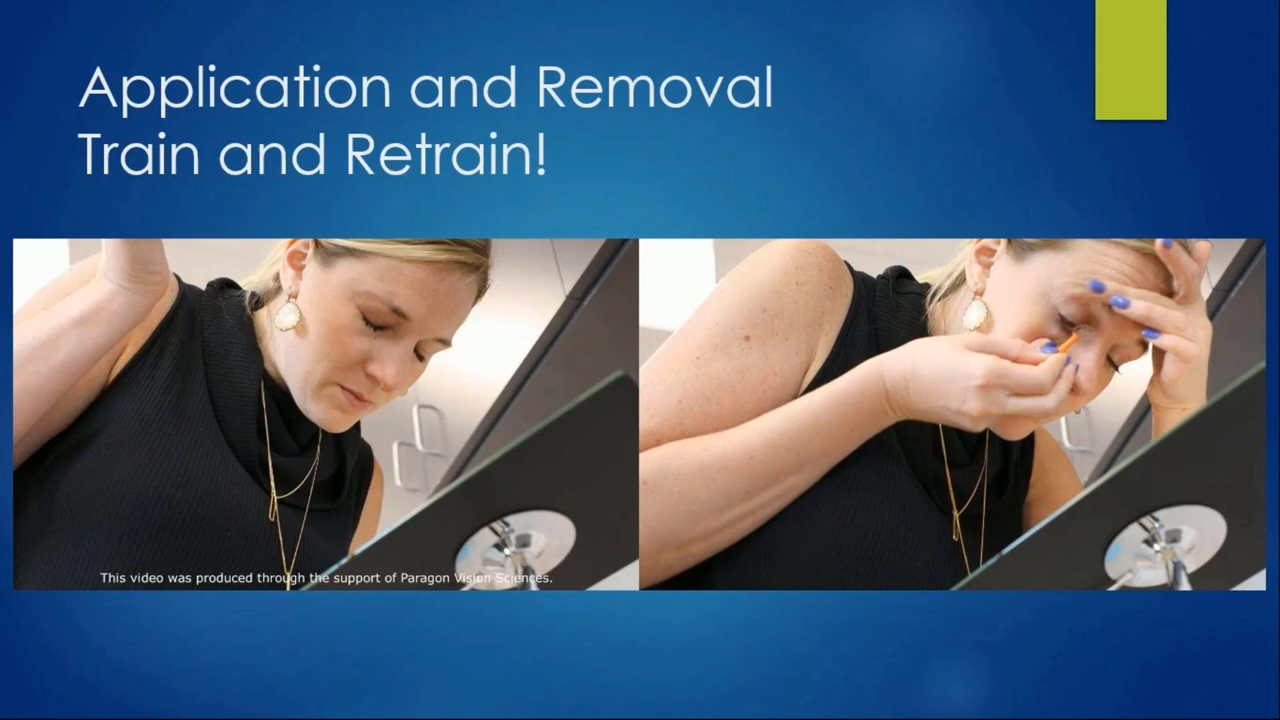 Application and Removal
Train and Retrain!
This video was produced through the support of Paragon Vision Sciences.